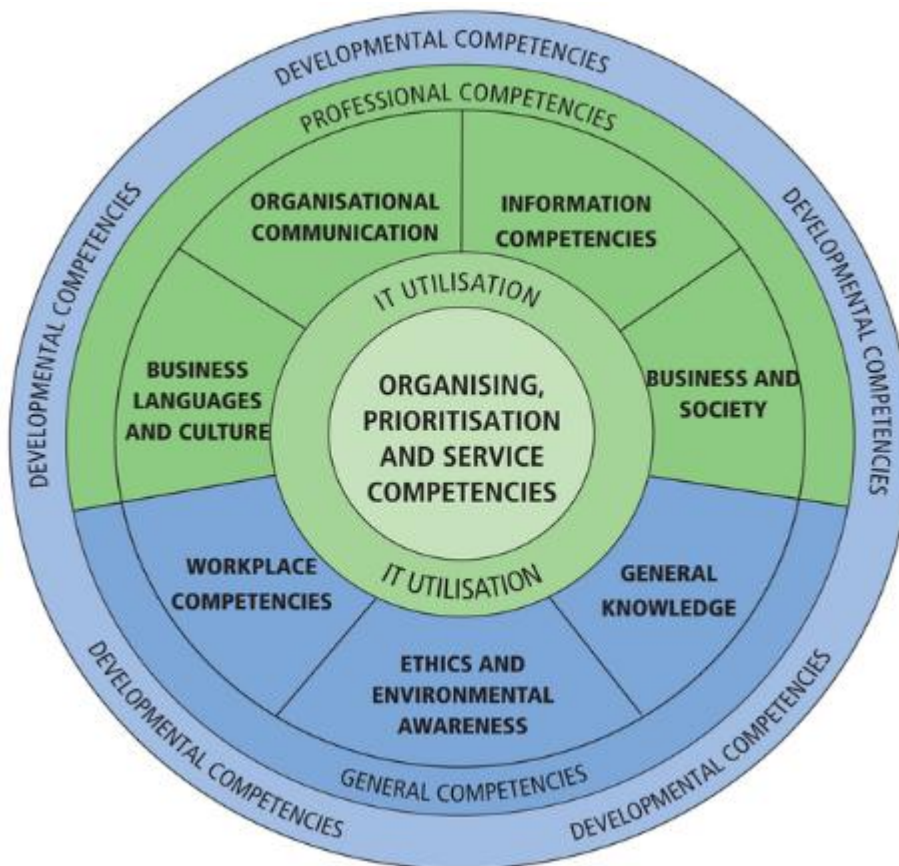 DEVELOPMENTAL COMPETENCIES
PROFESSIONAL COMPETENCIES
ORGANISATIONAL
COMMUNICATION
INFORMATION
COMPETENCIES
DEVELOPMENTAL COMPETENCIES
DEVELOPMENTAL COMPETENCIES
IT UTILISATION
BUSINESS
LANGUAGES
AND CULTURE
ORGANISING,
PRIORITISATION
AND SERVICE
COMPETENCIES
BUSINESS AND
SOCIETY
IT UTILISATION
WORKPLACE
COMPETENCIES
GENERAL
KNOWLEDGE
ETHICS AND
ENVIRONMENTAL
AWARENESS
GENERAL COMPETENCIES
DEVELOPMENTAL COMPETENCIES
DEVELOPMENTAL COMPETENCIES